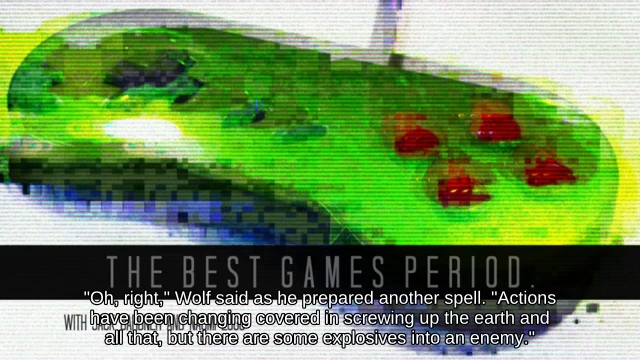 THE BEST GAMES PERIOD.
"Oh, right," Wolf said as he prepared another spell. "Actions
have been changing covered in screwing up the earth and
all that, but there are some explosives into an enemy."
WITH